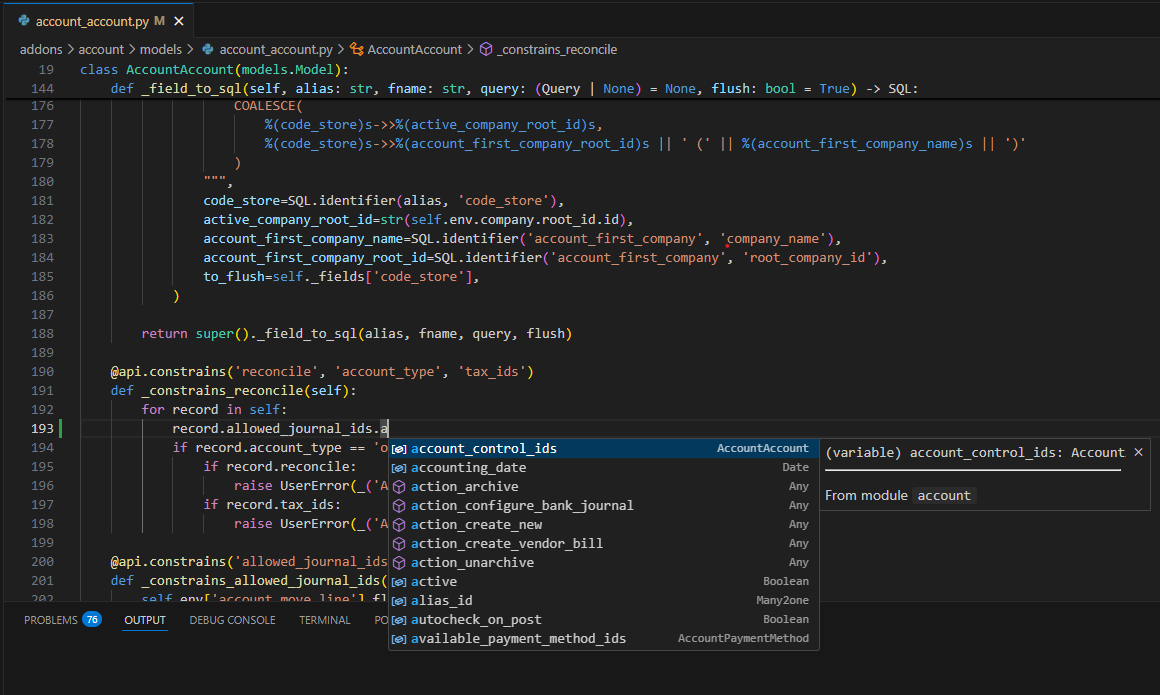 account_account.py M ✕
addons > account > models > account_account.py > AccountAccount > _constrains_reconcile
19 class AccountAccount(models.Model):
144 def _field_to_sql(self, alias: str, fname: str, query: (Query | None) = None, flush: bool = True) -> SQL:
176 COALESCE(
177 %(code_store)s->>%(active_company_root_id)s,
178 %(code_store)s->>%(account_first_company_root_id)s || ' (' || %(account_first_company_name)s || ')'
179 )
180 """,
181 code_store=SQL.identifier(alias, 'code_store'),
182 active_company_root_id=str(self.env.company.root_id.id),
183 account_first_company_name=SQL.identifier('account_first_company', 'company_name'),
184 account_first_company_root_id=SQL.identifier('account_first_company', 'root_company_id'),
185 to_flush=self._fields['code_store'],
186 )
187
188 return super()._field_to_sql(alias, fname, query, flush)
189
190 @api.constrains('reconcile', 'account_type', 'tax_ids')
191 def _constrains_reconcile(self):
192 for record in self:
193 record.allowed_journal_ids.a
194 if record.account_type == 'o
195 if record.reconcile:
196 raise UserError(_('A
197 if record.tax_ids:
198 raise UserError(_('A
199
200 @api.constrains('allowed_journal_ids
201 def _constrains_allowed_journal_ids(
202 self.env['account.move.line'].fl
account_control_ids AccountAccount
accounting_date Date
action_archive Any
action_configure_bank_journal Any
action_create_new Any
action_create_vendor_bill Any
action_unarchive Any
active Boolean
alias_id Many2one
autocheck_on_post Boolean
available_payment_method_ids AccountPaymentMethod
(variable) account_control_ids: Account ✕
From module account
PROBLEMS 76 OUTPUT DEBUG CONSOLE TERMINAL PO